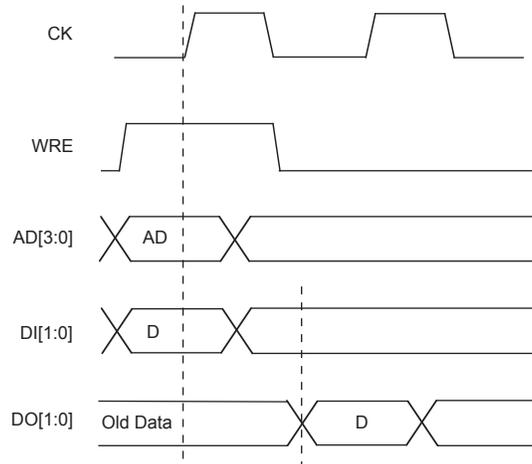 CK
WRE
AD[3:0]
AD
DI[1:0]
D
DO[1:0]
Old Data
D